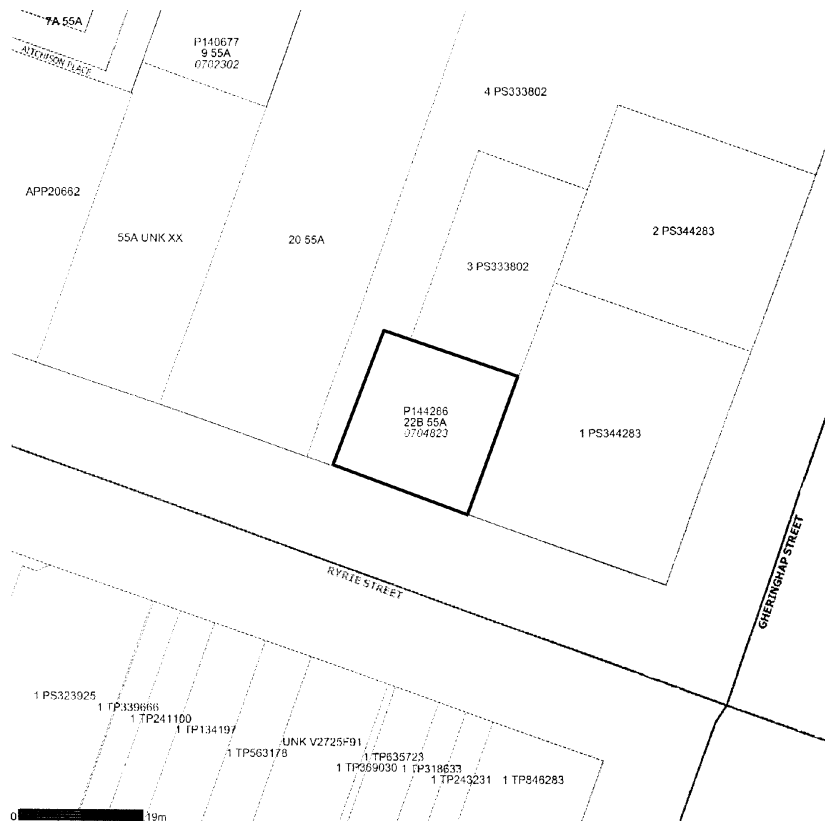 7A 55A
AITCHISON PLACE
P140677
9 55A
0702302
4 PS333802
APP20662
55A UNK XX
20 55A
3 PS333802
2 PS344283
P144286
22B 55A
0704823
1 PS344283
RYRIE STREET
GHERINGHAP STREET
1 PS323925
1 TP339666
1 TP241100
1 TP134197
1 TP563178
UNK V2725F91
1 TP635723
1 TP369030
1 TP318633
1 TP243231
1 TP846283
0 19m